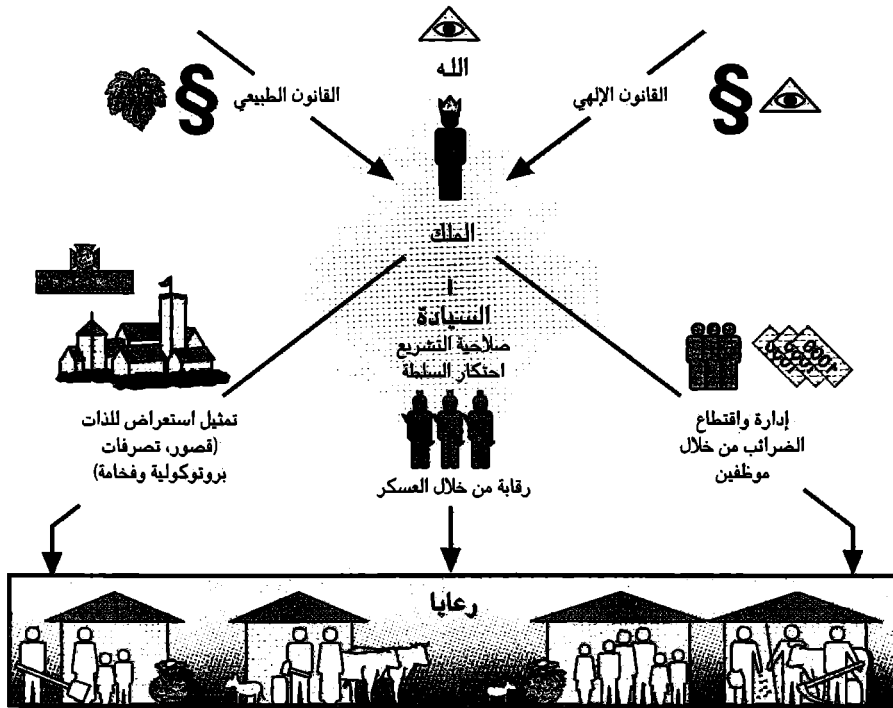 الله
القانون الإلهي
القانون الطبيعي
§
§
الملك
السيادة
صلاحية التشريع
احتكار السلطة
إدارة واقتطاع
الضرائب من خلال
موظفين
رقابة من خلال العسكر
تمثيل استعراض للذات
(قصور، تصرفات
بروتوكولية وفخامة)
رعايا